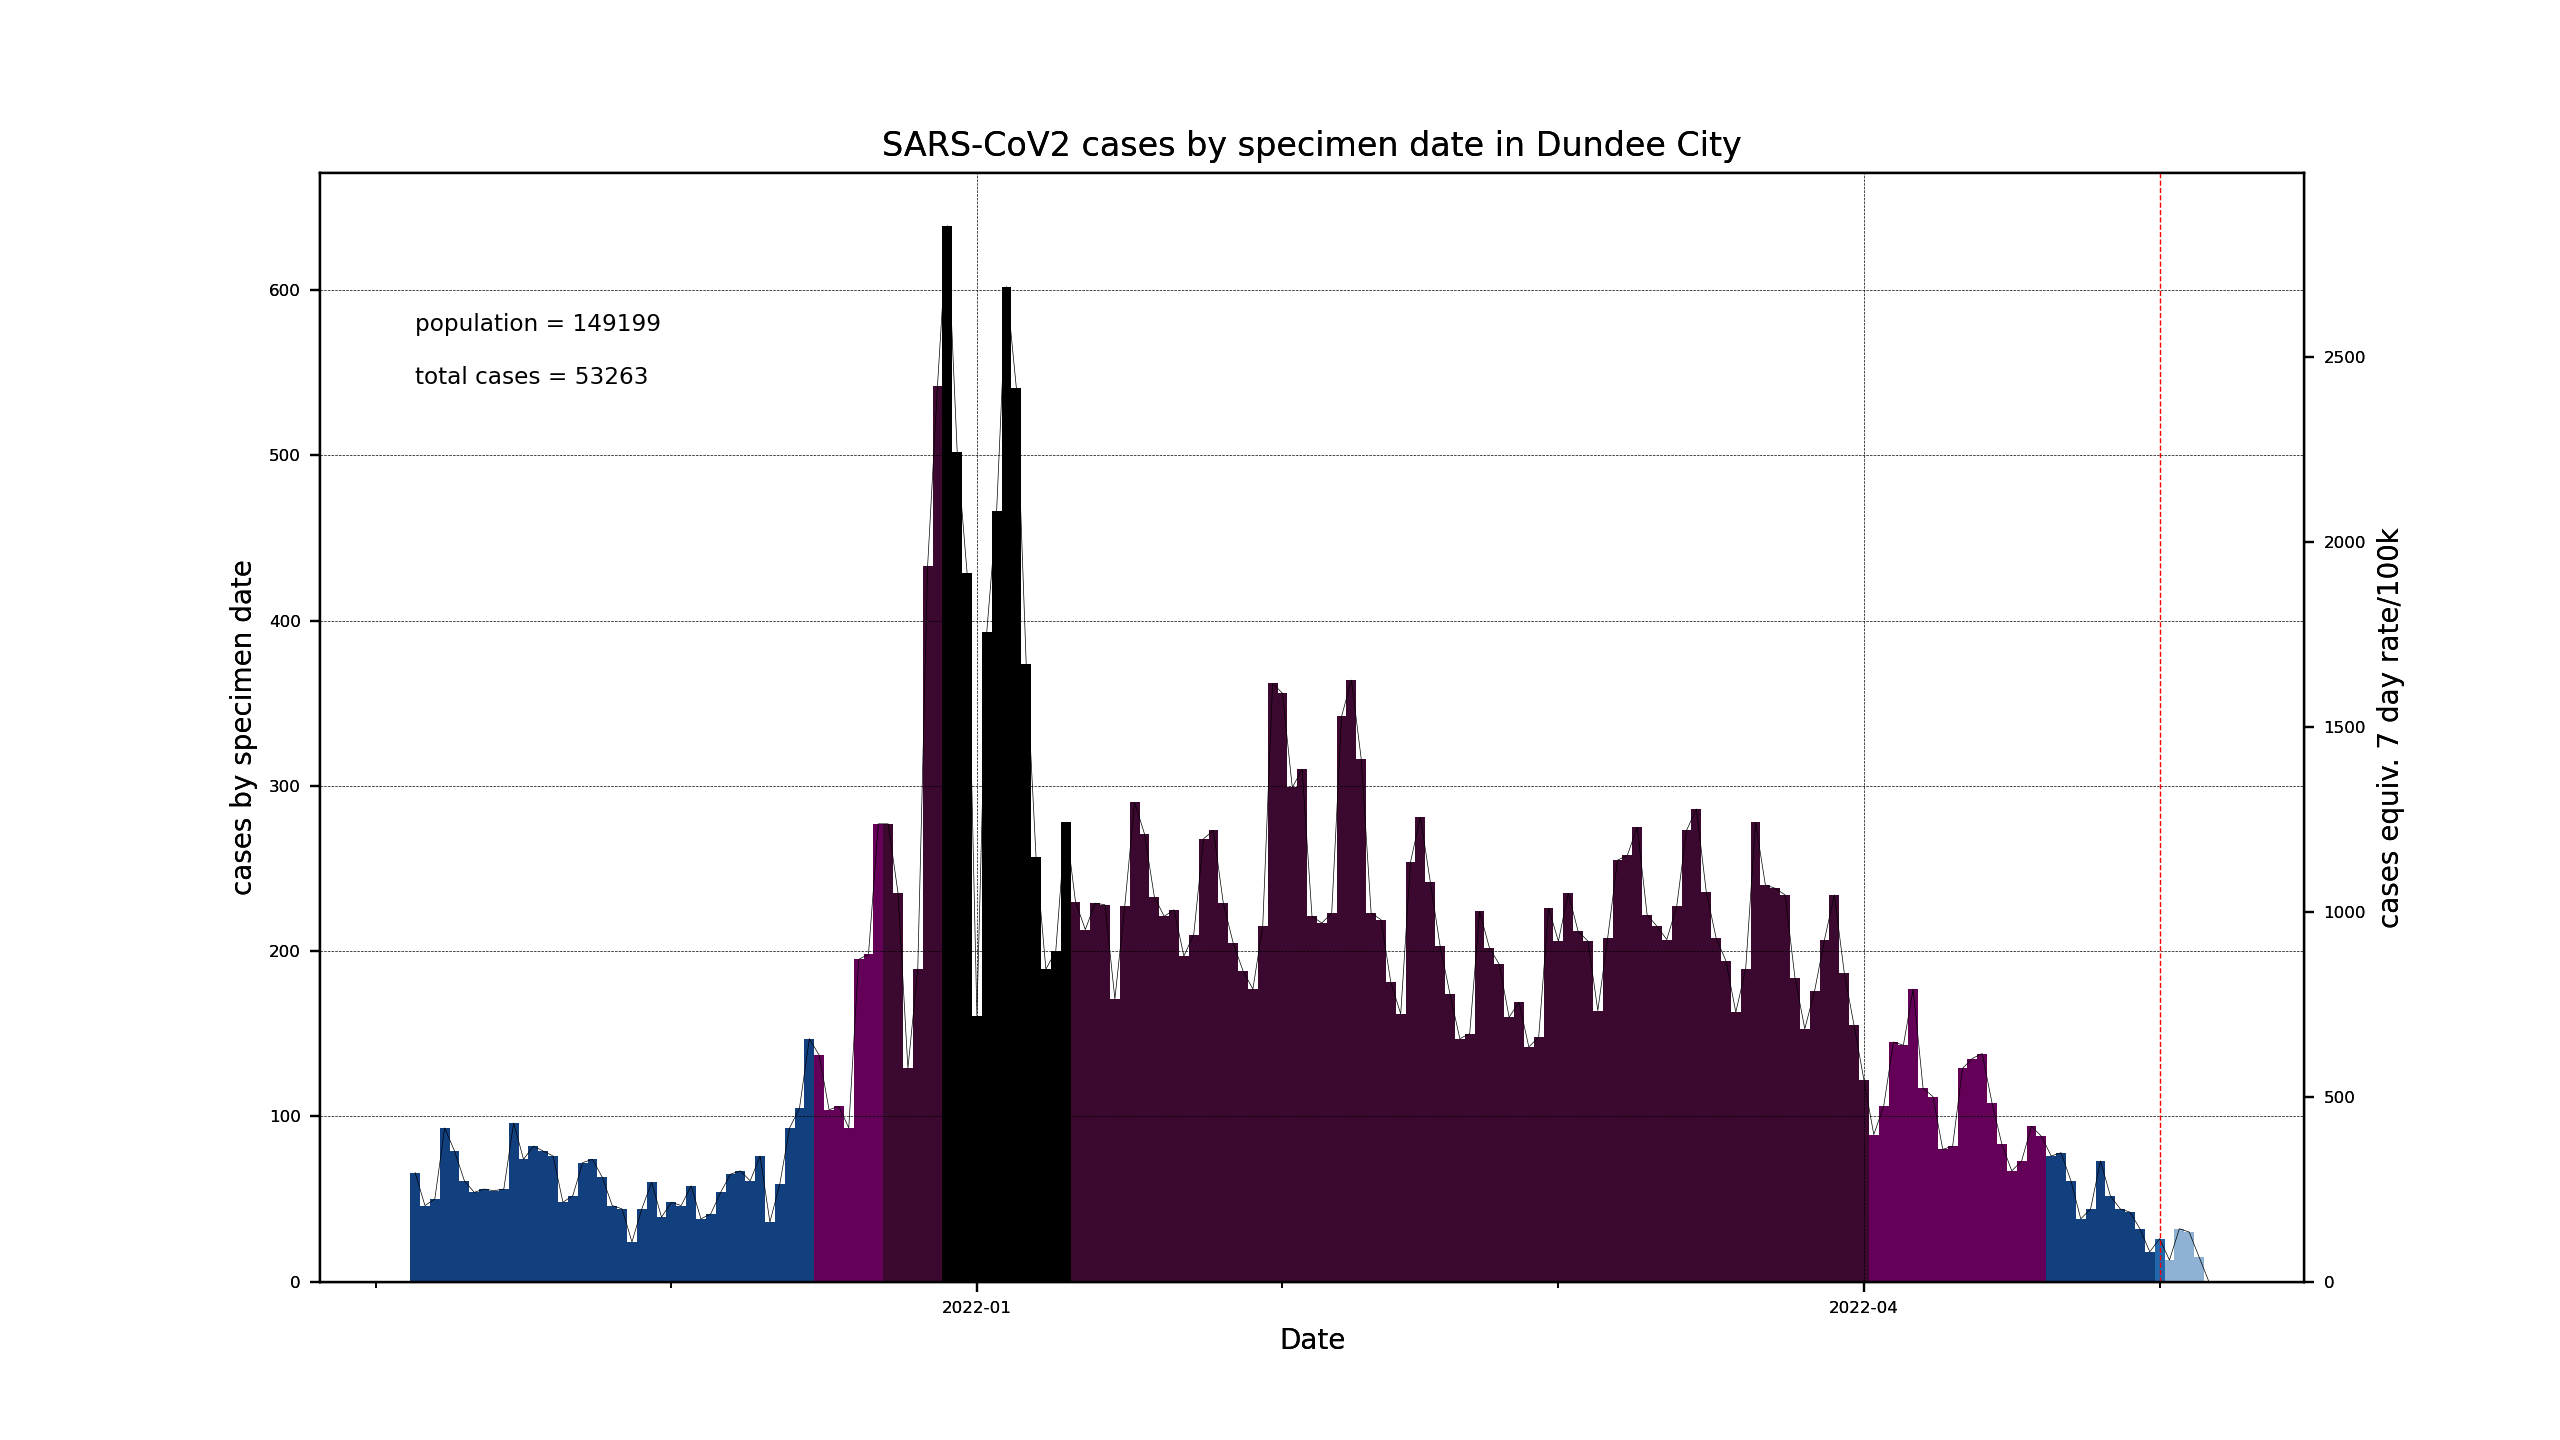 SARS-CoV2 cases by specimen date in Dundee City
population = 149199
total cases = 53263
cases by specimen date
600
500
400
300
200
100
0
2500
2000
1500
1000
500
0
cases equiv. 7 day rate/100k
2022-01
2022-04
Date